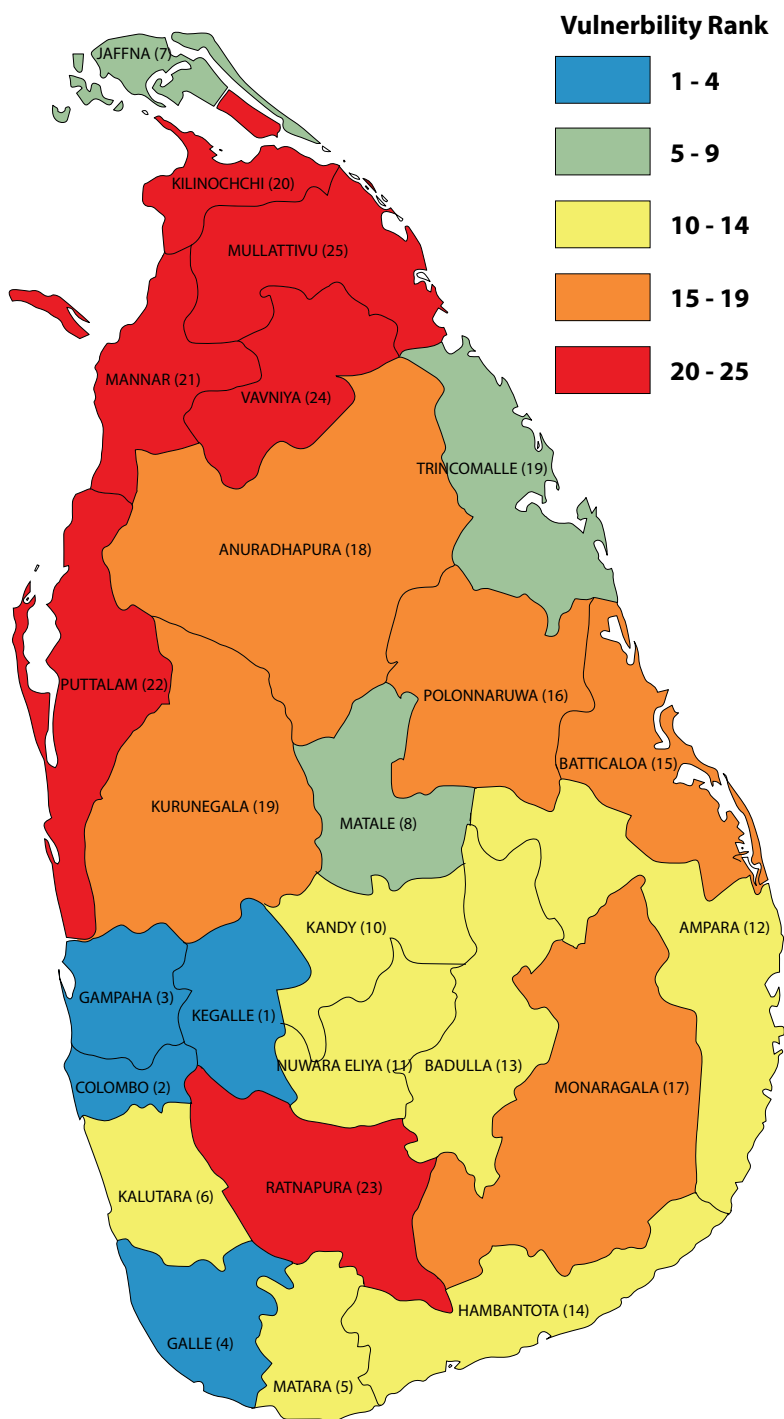 Vulnerbility Rank
1 - 4
5 - 9
10 - 14
15 - 19
20 - 25
JAFFNA (7)
KILINOCHCHI (20)
MULLATTIVU (25)
MANNAR (21)
VAVNIYA (24)
TRINCOMALLE (19)
ANURADHAPURA (18)
PUTTALAM (22)
POLONNARUWA (16)
BATTICALOA (15)
KURUNEGALA (19)
MATALE (8)
KANDY (10)
AMPARA (12)
GAMPAHA (3)
KEGALLE (1)
NUWARA ELIYA (11)
BADULLA (13)
COLOMBO (2)
MONARAGALA (17)
KALUTARA (6)
RATNAPURA (23)
HAMBANTOTA (14)
GALLE (4)
MATARA (5)